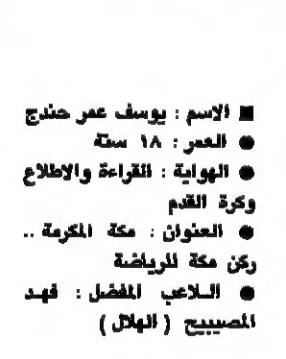 ■ الاسم : يوسف عمر حندج
● العمر : ١٨ سنة
● الهواية : القراءة والاطلاع
وكرة القدم
● العنوان : مكة المكرمة ..
ركن مكة للرياضة
● اللاعب المفضل : فهد
المصيبيح ( الهلال )